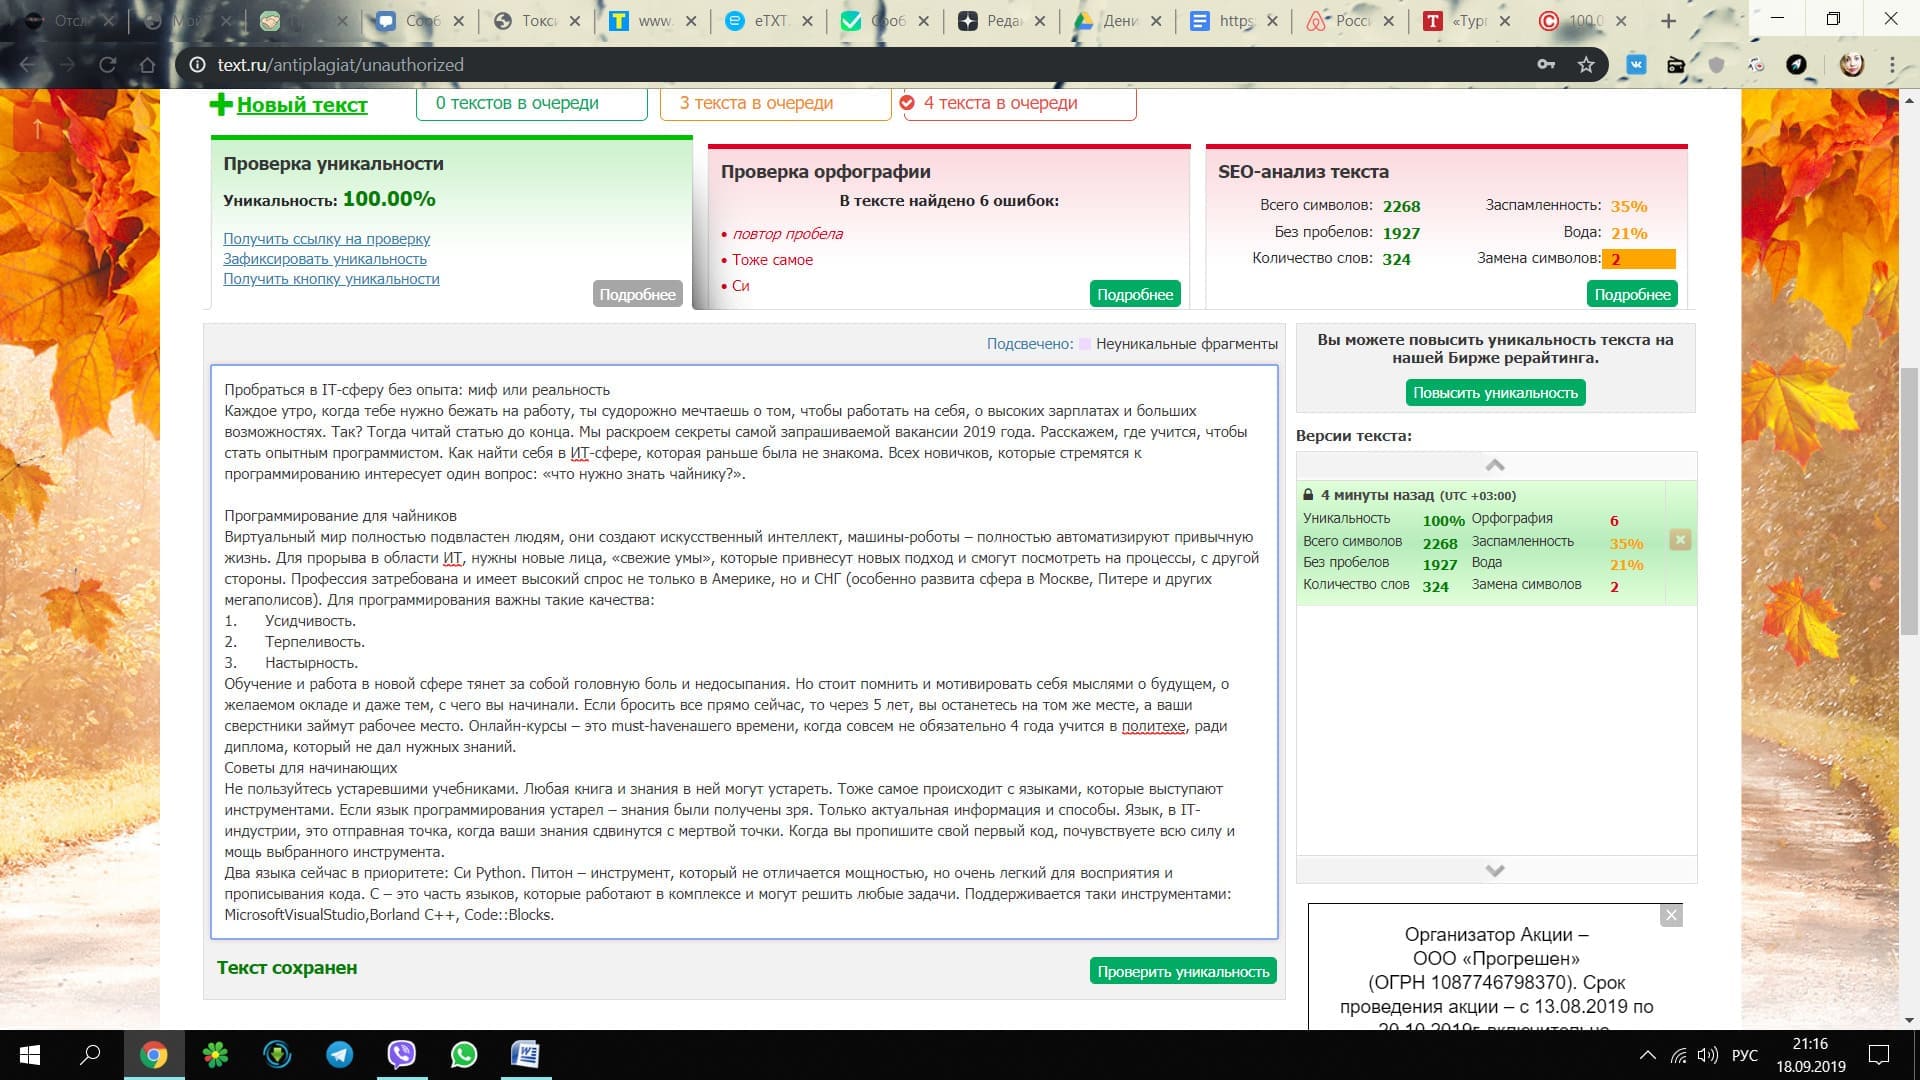 Отсл
Мой
Сооб
Токси
www.
eTXT.
Сооб
Редак
Дени
https:
Росси
«Тург
100.0
text.ru/antiplagiat/unauthorized
Новый текст
0 текстов в очереди
3 текста в очереди
4 текста в очереди
Проверка уникальности
Уникальность: 100.00%
Получить ссылку на проверку
Зафиксировать уникальность
Получить кнопку уникальности
Подробнее
Проверка орфографии
В тексте найдено 6 ошибок:
• повтор пробела
• Тоже самое
• Си
Подробнее
SEO-анализ текста
Всего символов: 2268 Заспамленность: 35%
Без пробелов: 1927 Вода: 21%
Количество слов: 324 Замена символов: 2
Подробнее
Подсвечено: Неуникальные фрагменты
Пробраться в IT-сферу без опыта: миф или реальность
Каждое утро, когда тебе нужно бежать на работу, ты судорожно мечтаешь о том, чтобы работать на себя, о высоких зарплатах и больших
возможностях. Так? Тогда читай статью до конца. Мы раскроем секреты самой запрашиваемой вакансии 2019 года. Расскажем, где учится, чтобы
стать опытным программистом. Как найти себя в ИТ-сфере, которая раньше была не знакома. Всех новичков, которые стремятся к
программированию интересует один вопрос: «что нужно знать чайнику?».
Программирование для чайников
Виртуальный мир полностью подвластен людям, они создают искусственный интеллект, машины-роботы – полностью автоматизируют привычную
жизнь. Для прорыва в области ИТ, нужны новые лица, «свежие умы», которые привнесут новых подход и смогут посмотреть на процессы, с другой
стороны. Профессия затребована и имеет высокий спрос не только в Америке, но и СНГ (особенно развита сфера в Москве, Питере и других
мегаполисов). Для программирования важны такие качества:
1. Усидчивость.
2. Терпеливость.
3. Настырность.
Обучение и работа в новой сфере тянет за собой головную боль и недосыпания. Но стоит помнить и мотивировать себя мыслями о будущем, о
желаемом окладе и даже тем, с чего вы начинали. Если бросить все прямо сейчас, то через 5 лет, вы останетесь на том же месте, а ваши
сверстники займут рабочее место. Онлайн-курсы – это must-haveнашего времени, когда совсем не обязательно 4 года учится в политехе, ради
диплома, который не дал нужных знаний.
Советы для начинающих
Не пользуйтесь устаревшими учебниками. Любая книга и знания в ней могут устареть. Тоже самое происходит с языками, которые выступают
инструментами. Если язык программирования устарел – знания были получены зря. Только актуальная информация и способы. Язык, в IT-
индустрии, это отправная точка, когда ваши знания сдвинутся с мертвой точки. Когда вы пропишите свой первый код, почувствуете всю силу и
мощь выбранного инструмента.
Два языка сейчас в приоритете: Си Python. Питон – инструмент, который не отличается мощностью, но очень легкий для восприятия и
прописывания кода. С – это часть языков, которые работают в комплексе и могут решить любые задачи. Поддерживается таки инструментами:
MicrosoftVisualStudio,Borland C++, Code::Blocks.
Текст сохранен
Проверить уникальность
Вы можете повысить уникальность текста на
нашей Бирже рерайтинга.
Повысить уникальность
Версии текста:
4 минуты назад (UTC +03:00)
Уникальность 100% Орфография 6
Всего символов 2268 Заспамленность 35%
Без пробелов 1927 Вода 21%
Количество слов 324 Замена символов 2
Организатор Акции –
ООО «Прогрешен»
(ОГРН 1087746798370). Срок
проведения акции – с 13.08.2019 по
20.10.2019г. включительно
РУС
21:16
18.09.2019